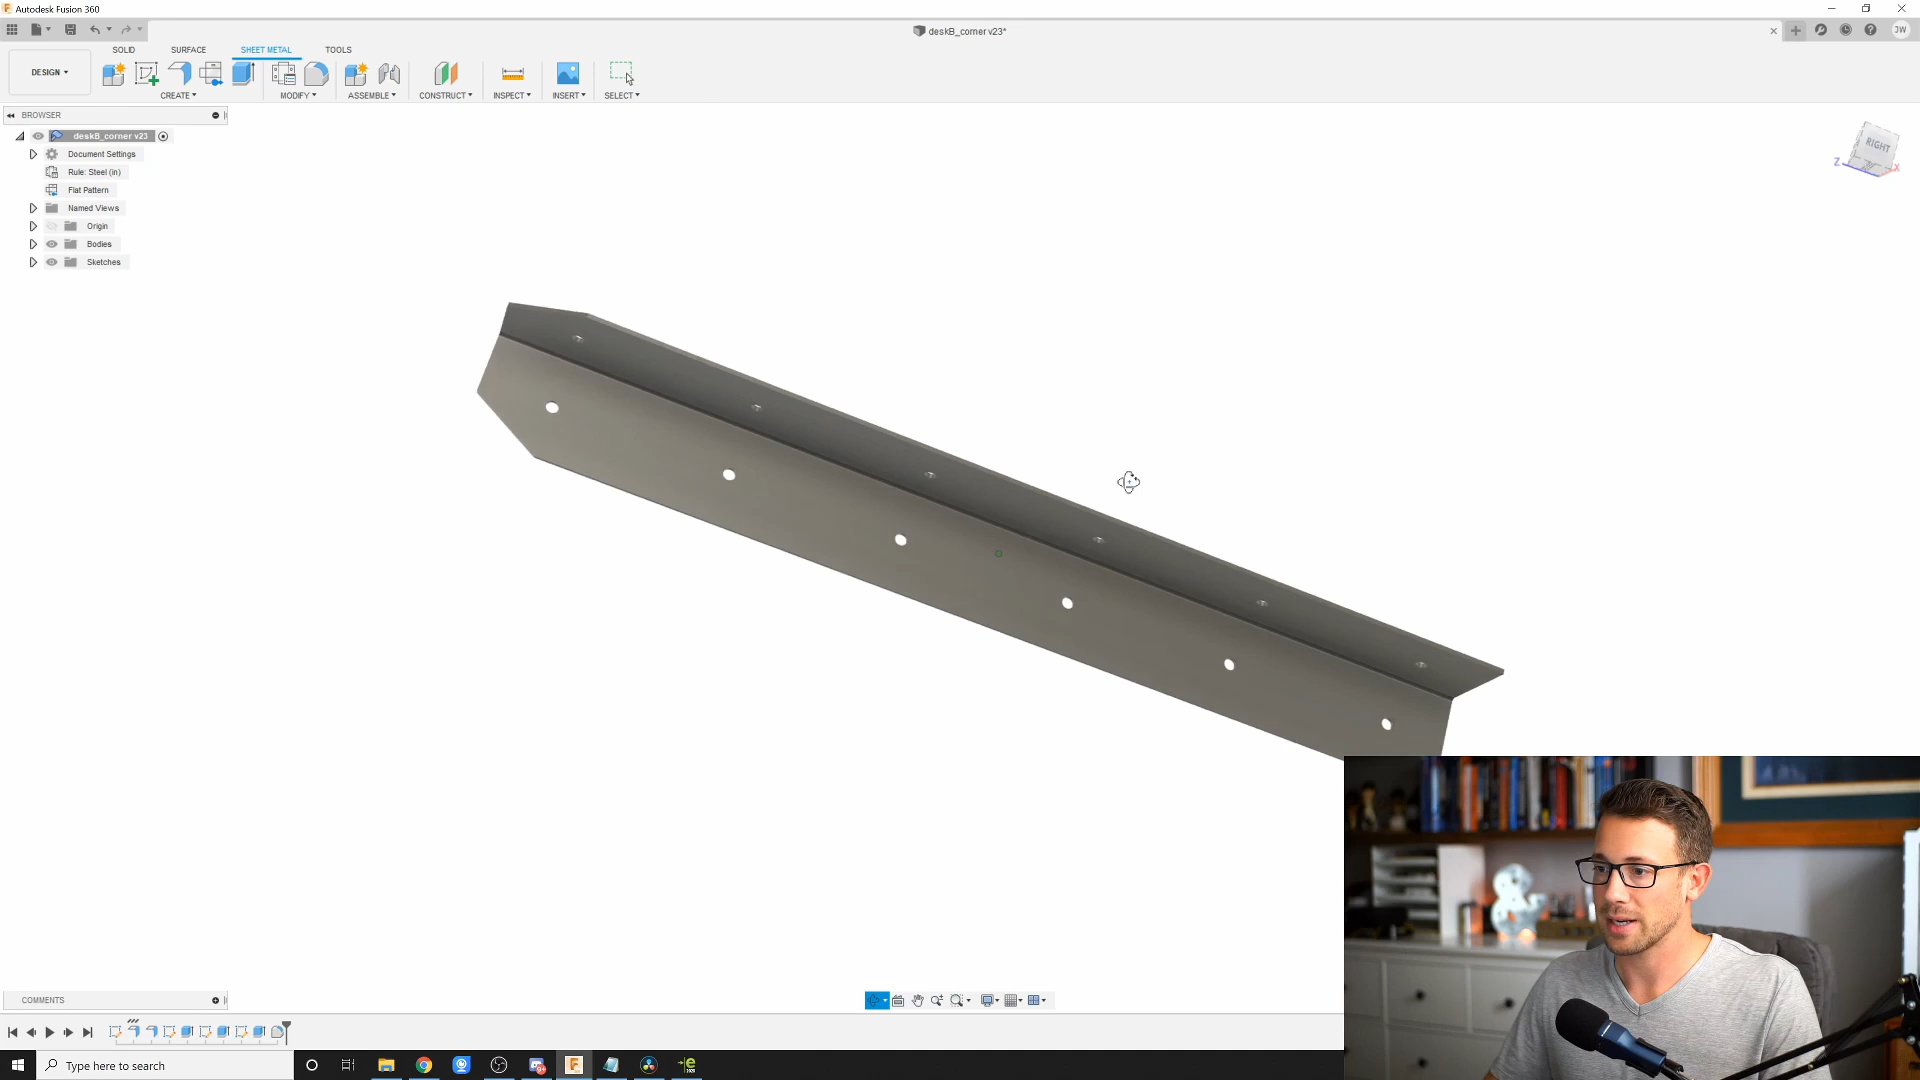 Autodesk Fusion 360
deskB_corner v23*
JW
SOLID SURFACE SHEET METAL TOOLS
DESIGN
CREATE MODIFY ASSEMBLE CONSTRUCT INSPECT INSERT SELECT
BROWSER
deskB_corner v23
Document Settings
Rule: Steel (in)
Flat Pattern
Named Views
Origin
Bodies
Sketches
RIGHT
Z
X
COMMENTS
Type here to search